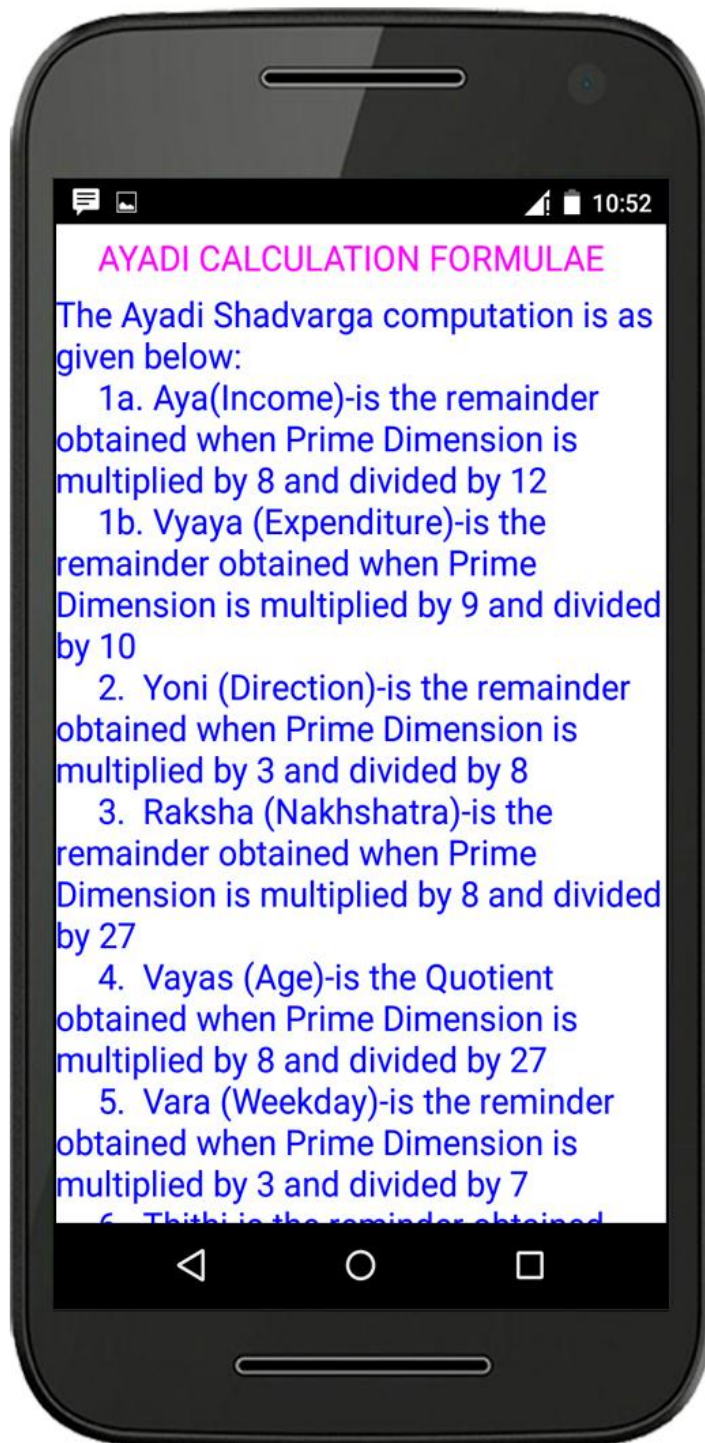 10:52
AYADI CALCULATION FORMULAE
The Ayadi Shadvarga computation is as
given below:
1a. Aya(Income)-is the remainder
obtained when Prime Dimension is
multiplied by 8 and divided by 12
1b. Vyaya (Expenditure)-is the
remainder obtained when Prime
Dimension is multiplied by 9 and divided
by 10
2.  Yoni (Direction)-is the remainder
obtained when Prime Dimension is
multiplied by 3 and divided by 8
3.  Raksha (Nakhshatra)-is the
remainder obtained when Prime
Dimension is multiplied by 8 and divided
by 27
4.  Vayas (Age)-is the Quotient
obtained when Prime Dimension is
multiplied by 8 and divided by 27
5.  Vara (Weekday)-is the reminder
obtained when Prime Dimension is
multiplied by 3 and divided by 7
6.  Thithi is the reminder obtained